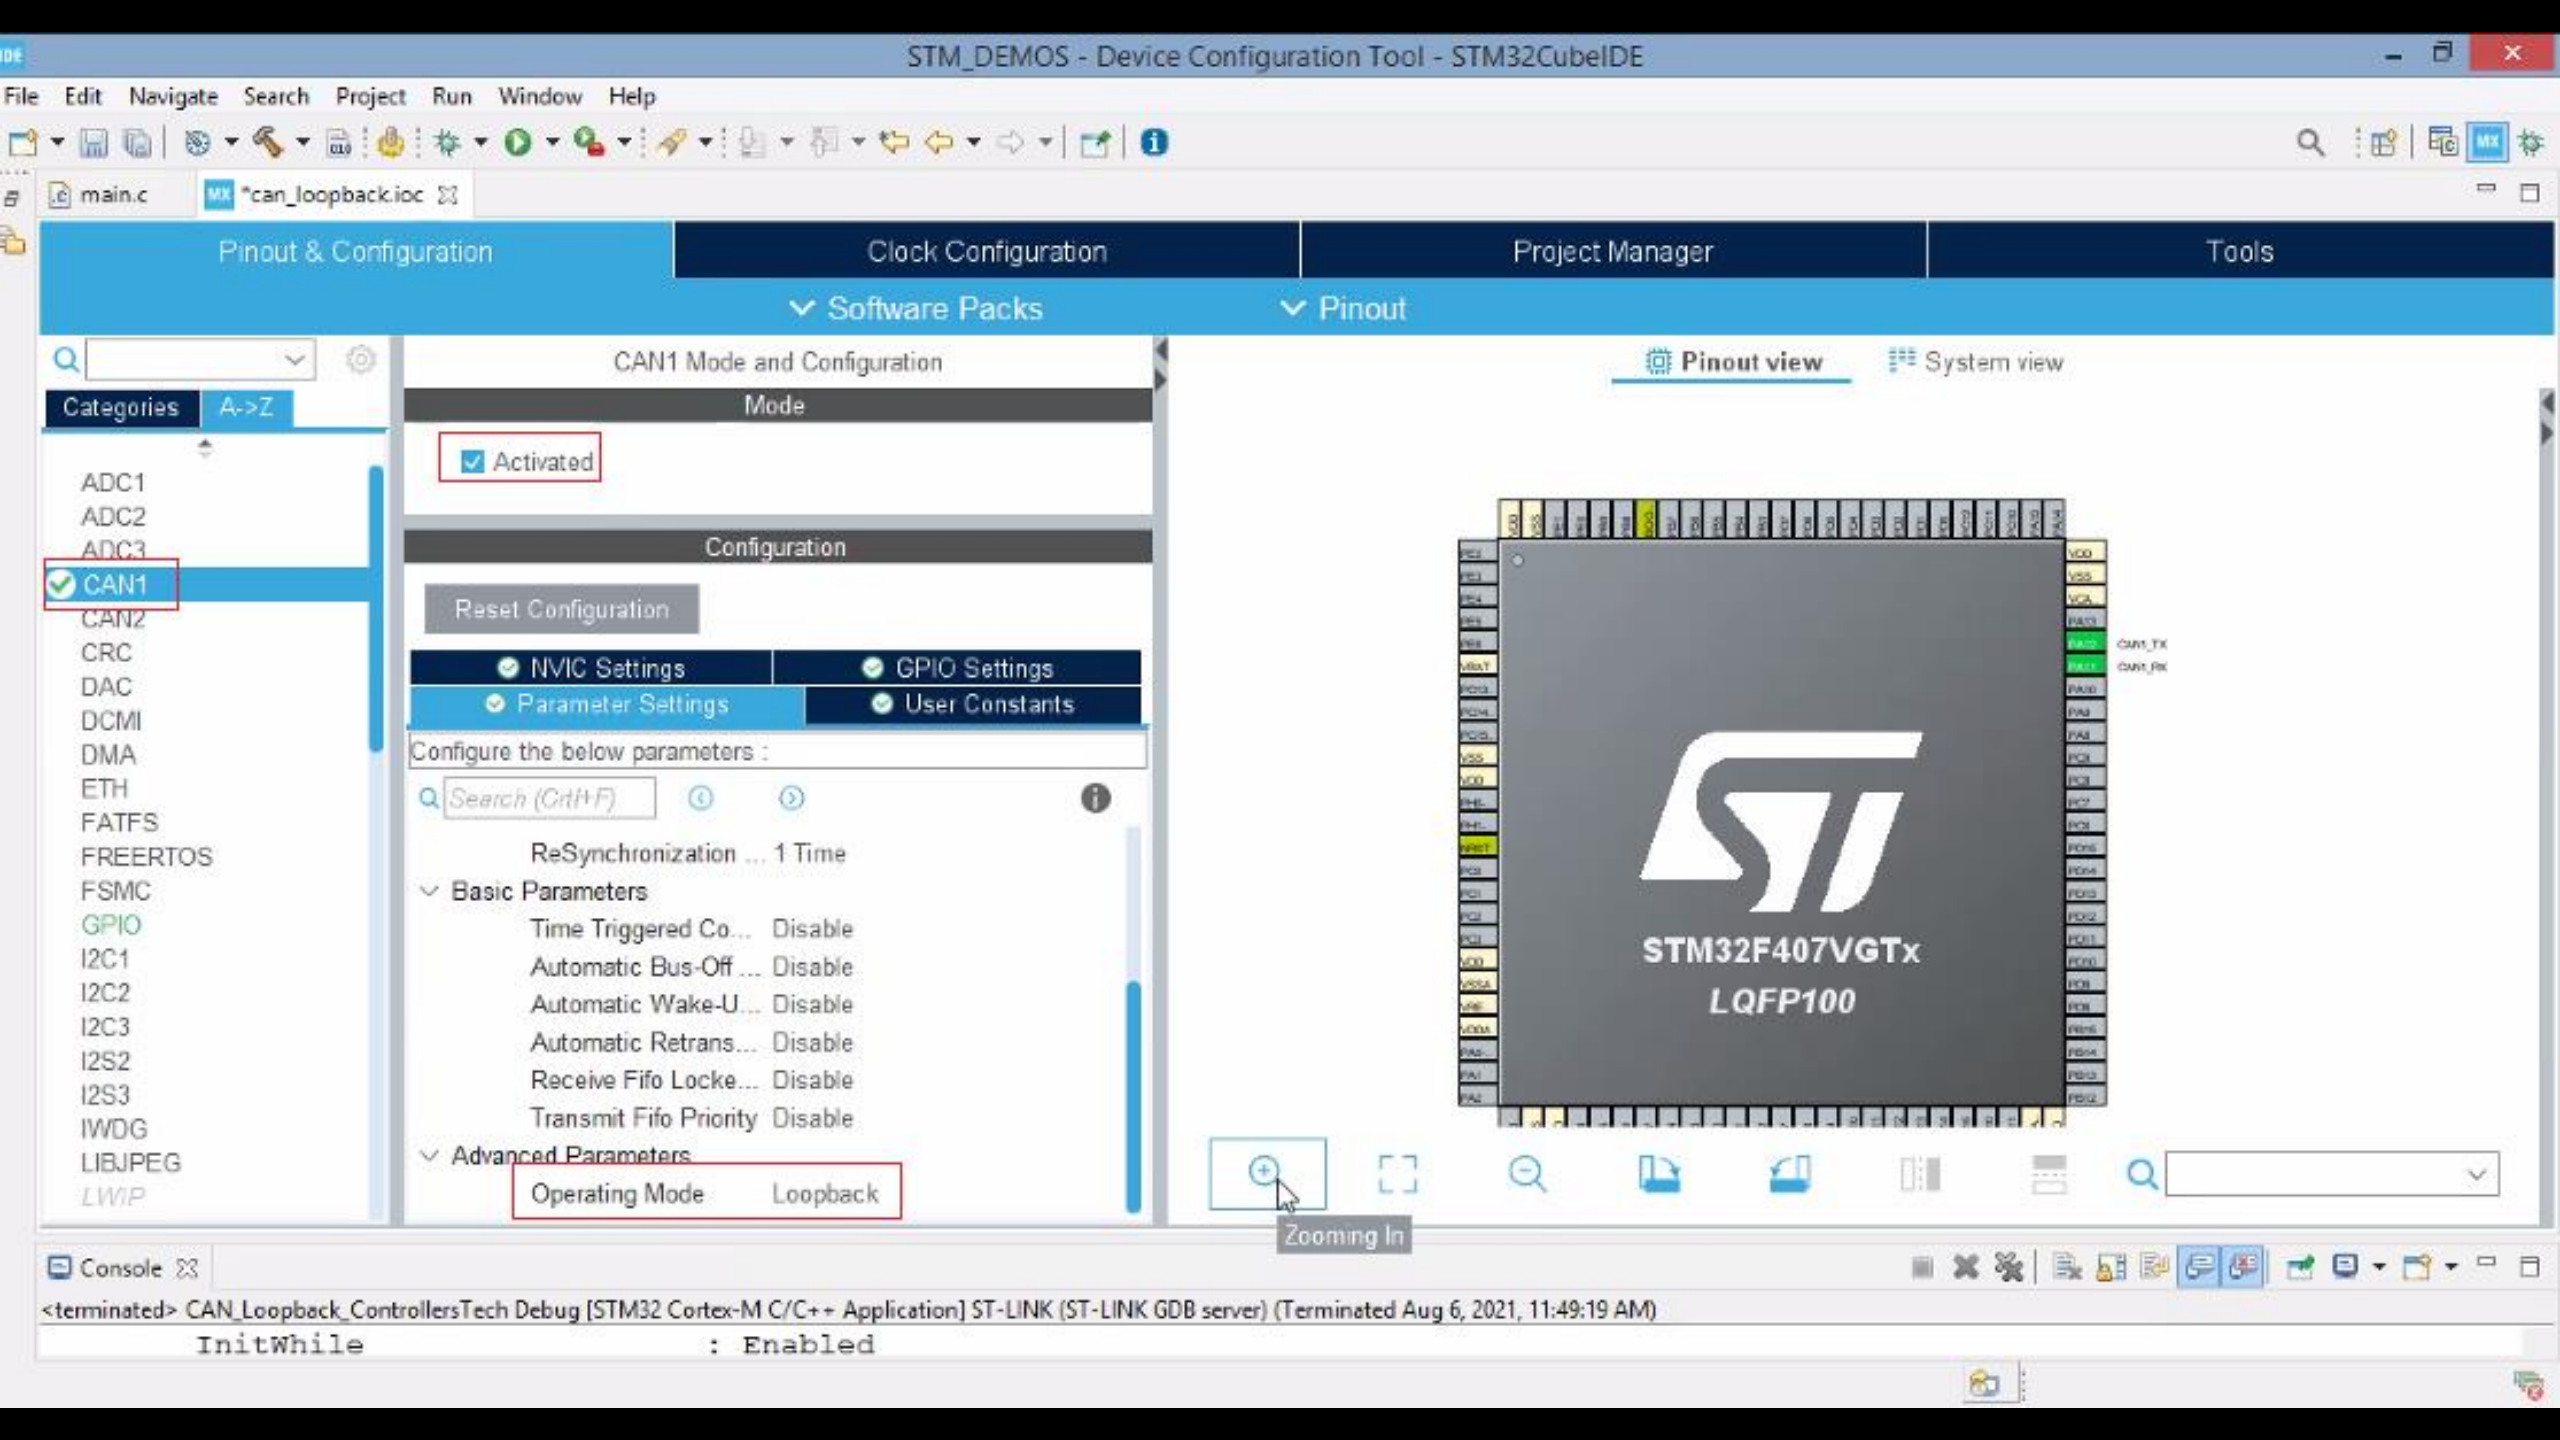 IDE
STM_DEMOS - Device Configuration Tool - STM32CubeIDE
File Edit Navigate Search Project Run Window Help
main.c
MX *can_loopback.ioc
Pinout & Configuration
Clock Configuration
Project Manager
Tools
Software Packs
Pinout
Categories A->Z
ADC1
ADC2
ADC3
CAN1
CAN2
CRC
DAC
DCMI
DMA
ETH
FATFS
FREERTOS
FSMC
GPIO
I2C1
I2C2
I2C3
I2S2
I2S3
IWDG
LIBJPEG
LWIP
CAN1 Mode and Configuration
Mode
Activated
Configuration
Reset Configuration
NVIC Settings
GPIO Settings
Parameter Settings
User Constants
Configure the below parameters :
Search (Crtl+F)
ReSynchronization ... 1 Time
Basic Parameters
Time Triggered Co... Disable
Automatic Bus-Off ... Disable
Automatic Wake-U... Disable
Automatic Retrans... Disable
Receive Fifo Locke... Disable
Transmit Fifo Priority Disable
Advanced Parameters
Operating Mode Loopback
Pinout view
System view
CAN1_TX
CAN1_RX
STM32F407VGTx
LQFP100
Zooming In
Console
<terminated> CAN_Loopback_ControllersTech Debug [STM32 Cortex-M C/C++ Application] ST-LINK (ST-LINK GDB server) (Terminated Aug 6, 2021, 11:49:19 AM)
InitWhile : Enabled